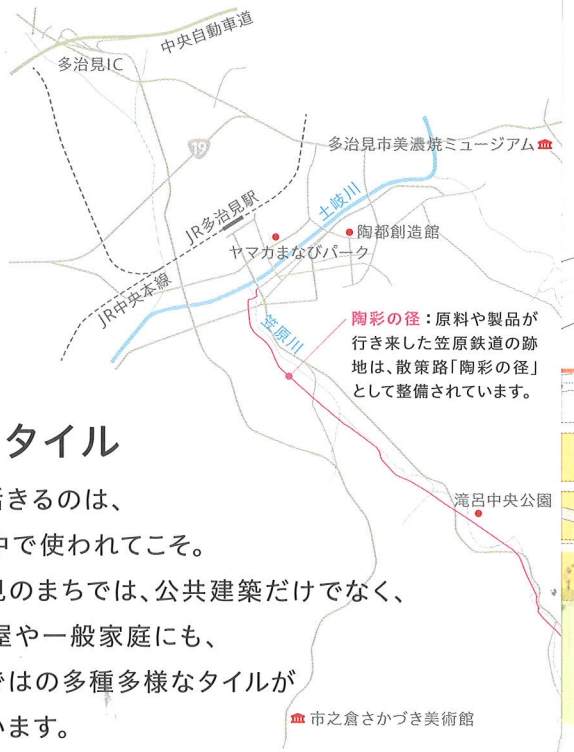 中央自動車道
多治見IC
19
多治見市美濃焼ミュージアム
土岐川
JR多治見駅
陶都創造館
ヤマカまなびパーク
JR中央本線
笠原川
陶彩の径：原料や製品が
行き来した笠原鉄道の跡
地は、散策路「陶彩の径」
として整備されています。
タイル
きるのは、
中で使われてこそ。
見のまちでは、公共建築だけでなく、
屋や一般家庭にも、
ではの多種多様なタイルが
います。
滝呂中央公園
市之倉さかづき美術館